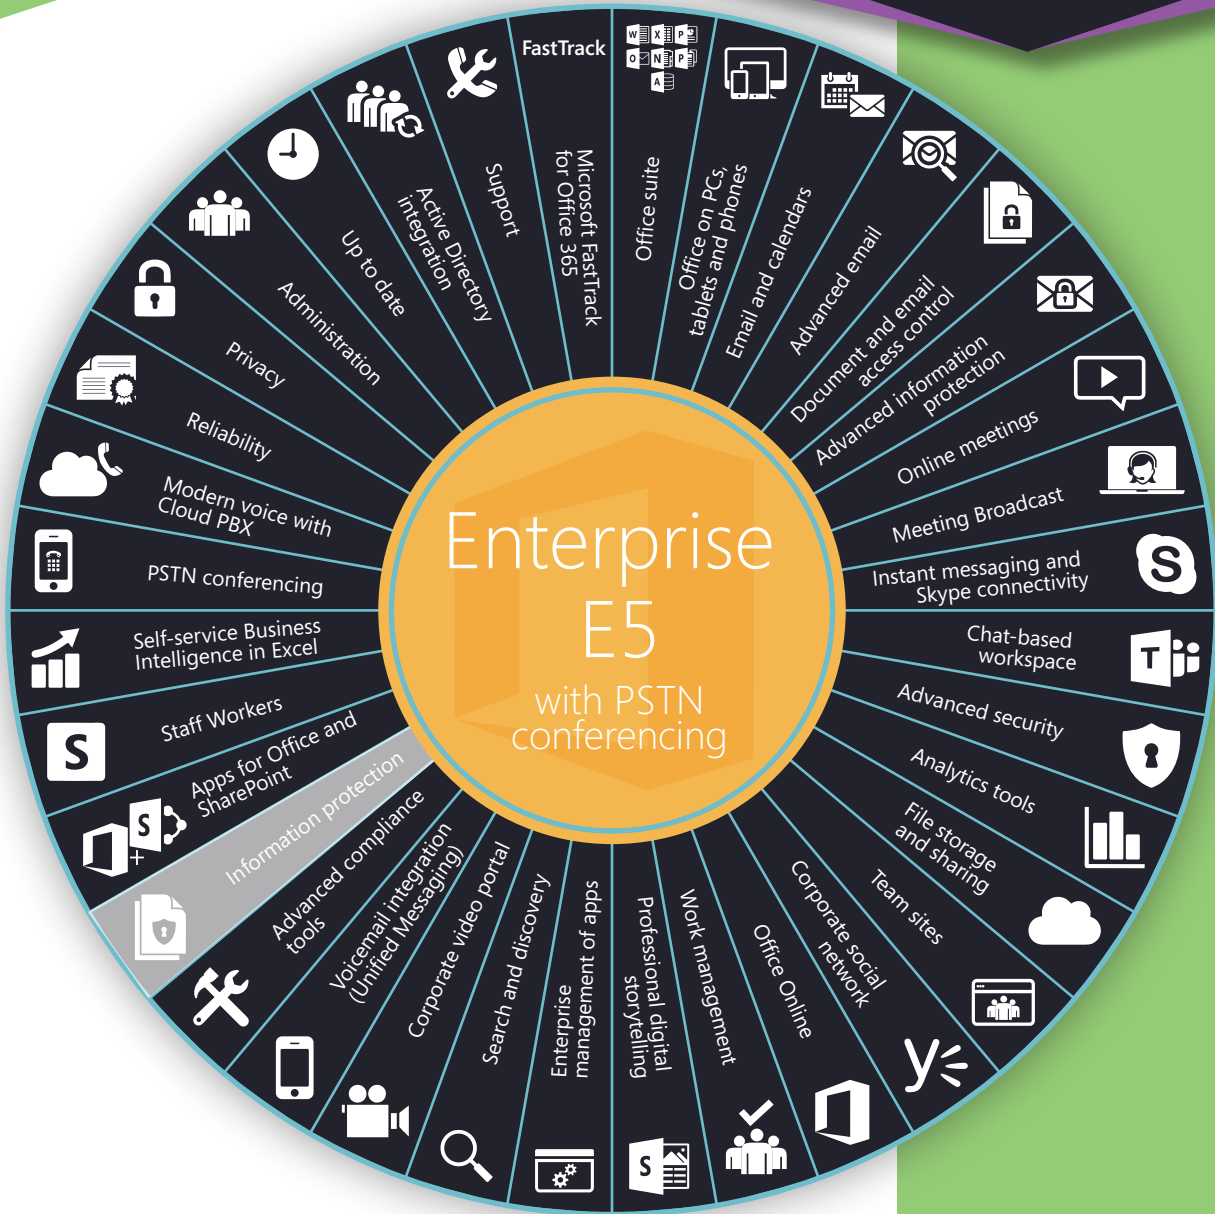 Enterprise
E5
with PSTN
conferencing
FastTrack
Microsoft FastTrack
for Office 365
W X P
O N P
A
Office suite
Office on PCs,
tablets and phones
Email and calendars
Advanced email
Document and email
access control
Advanced information
protection
Online meetings
Meeting Broadcast
Instant messaging and
Skype connectivity
S
Chat-based
workspace
T
Advanced security
Analytics tools
File storage
and sharing
Team sites
Corporate social
network
Office Online
Work management
Professional digital
storytelling
S
Enterprise
management of apps
Search and discovery
Corporate video portal
Voicemail integration
(Unified Messaging)
Advanced compliance
tools
Information protection
Apps for Office and
SharePoint
S
+
Staff Workers
S
Self-service Business
Intelligence in Excel
PSTN conferencing
Modern voice with
Cloud PBX
Reliability
Privacy
Administration
Up to date
Active Directory
integration
Support